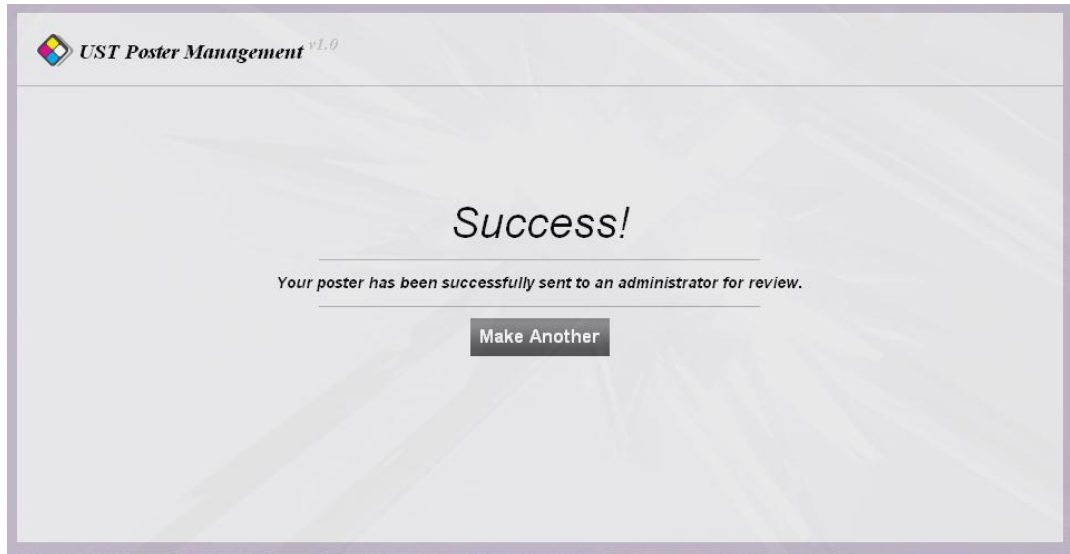 UST Poster Management v1.0
Success!
Your poster has been successfully sent to an administrator for review.
Make Another